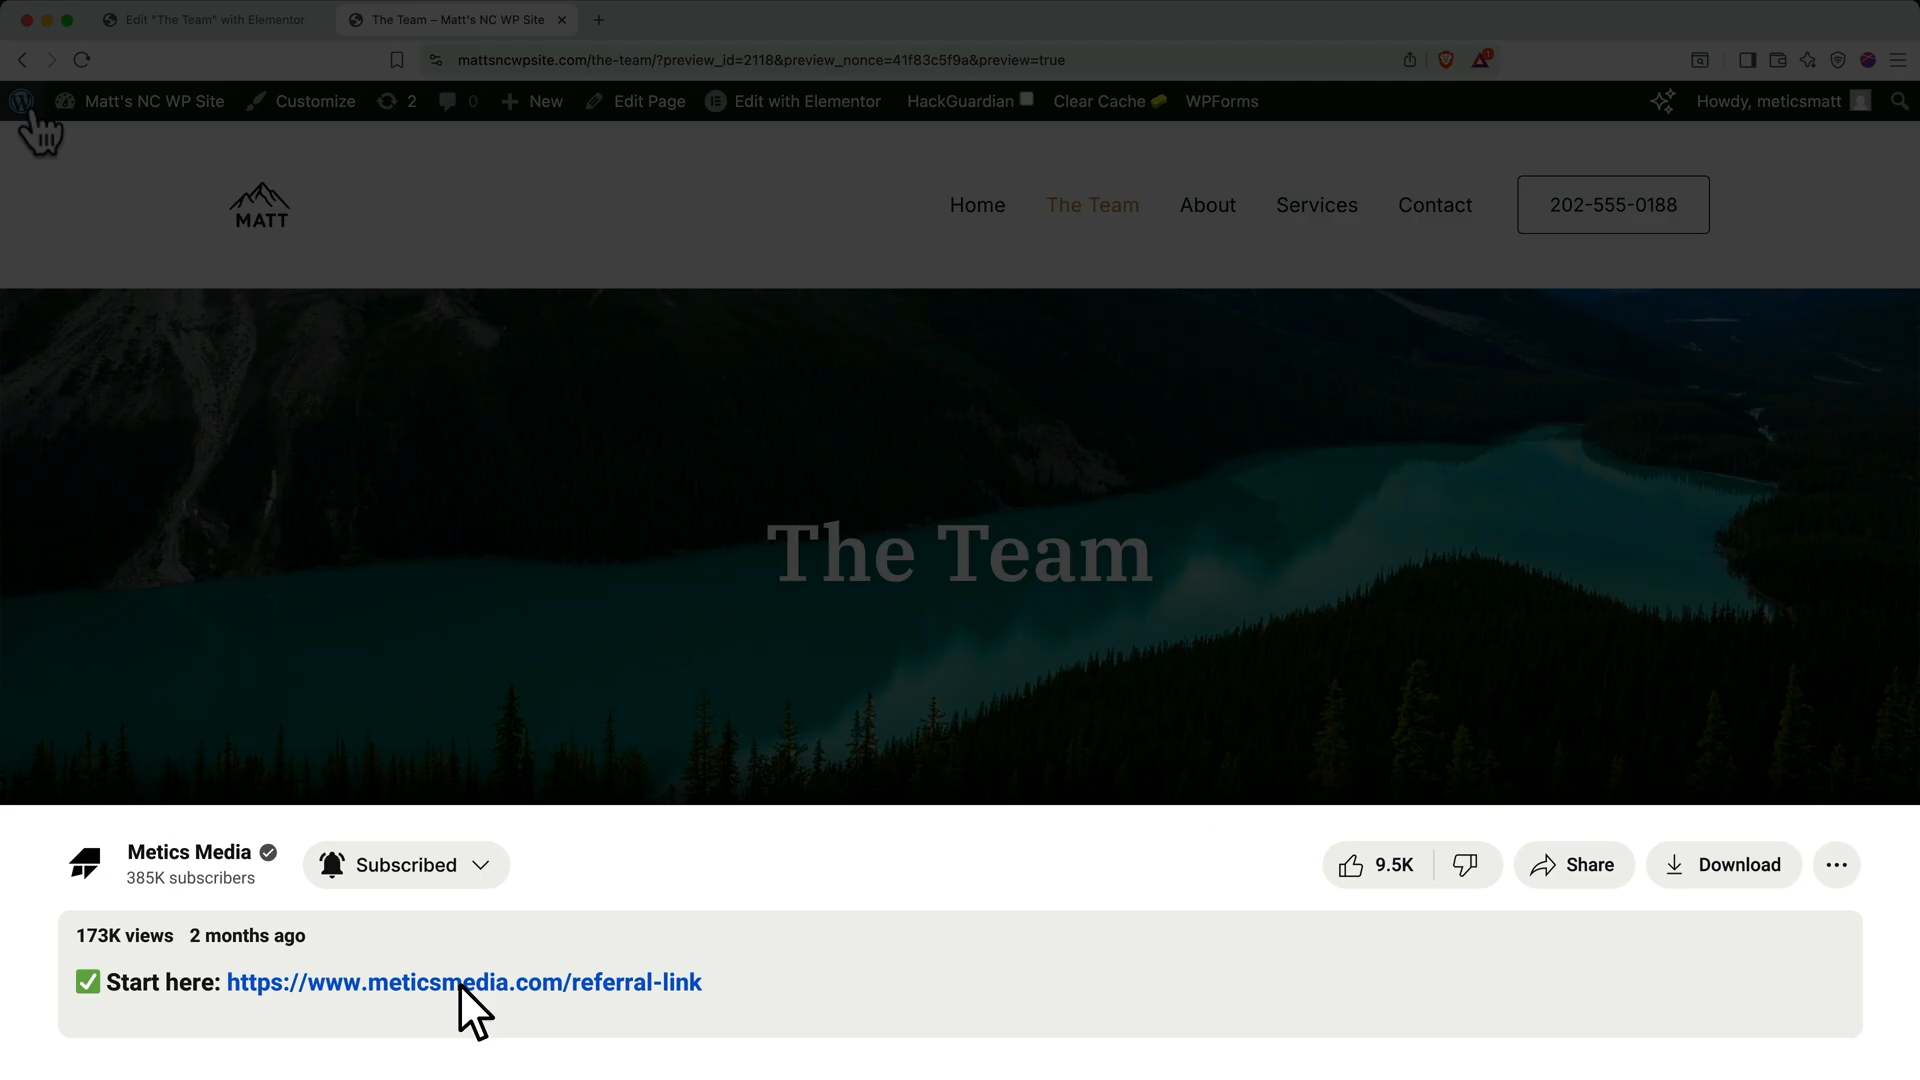 Edit "The Team" with Elementor
The Team – Matt's NC WP Site
mattsncwpsite.com/the-team/?preview_id=2118&preview_nonce=41f83c5f9a&preview=true
1
Matt's NC WP Site Customize 2 0 New Edit Page Edit with Elementor HackGuardian Clear Cache WPForms Howdy, meticsmatt
MATT
Home The Team About Services Contact 202-555-0188
The Team
Metics Media
385K subscribers
Subscribed
9.5K Share Download
173K views 2 months ago
✅ Start here: https://www.meticsmedia.com/referral-link